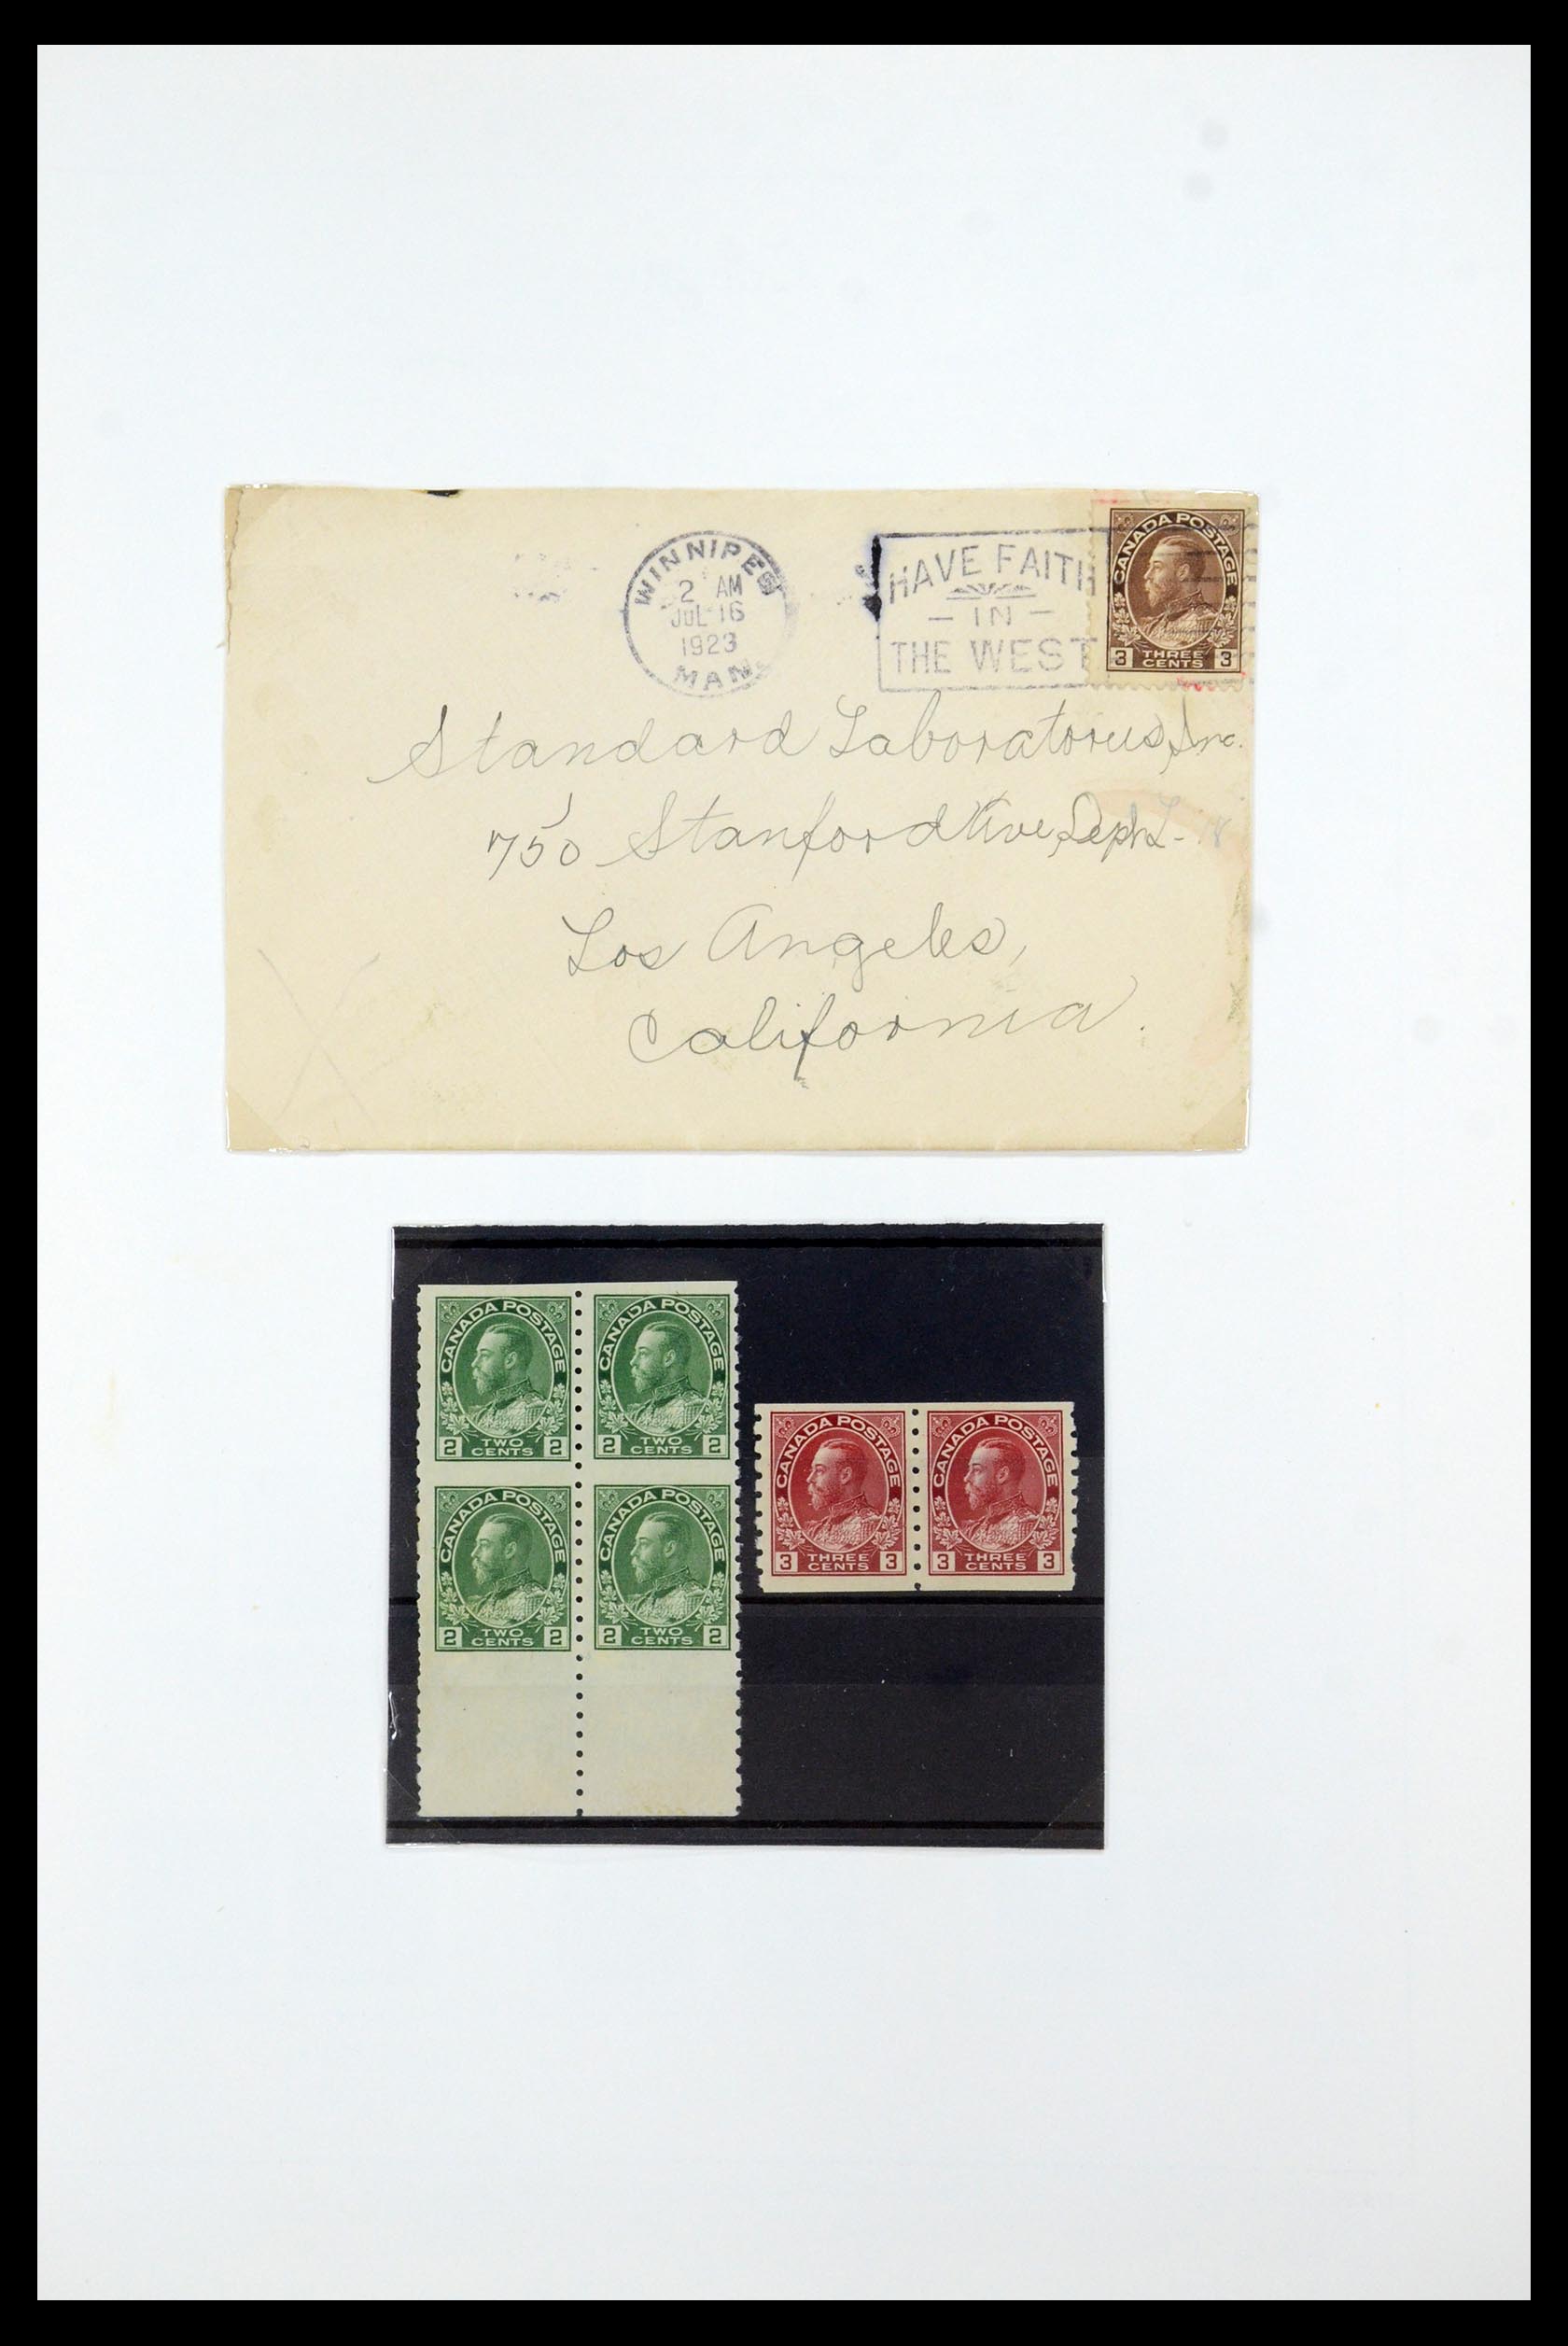 WINNIPEG
2 AM
JUL 16
1923
MAN
HAVE FAITH
— IN —
THE WEST
CANADA POSTAGE
3 THREE CENTS 3
Standard Laboratories, Inc.
750 Stanford Ave, Dept L- 18
Los Angeles,
California.
CANADA POSTAGE
2 TWO CENTS 2
CANADA POSTAGE
2 TWO CENTS 2
CANADA POSTAGE
3 THREE CENTS 3
CANADA POSTAGE
3 THREE CENTS 3
CANADA POSTAGE
2 TWO CENTS 2
CANADA POSTAGE
2 TWO CENTS 2